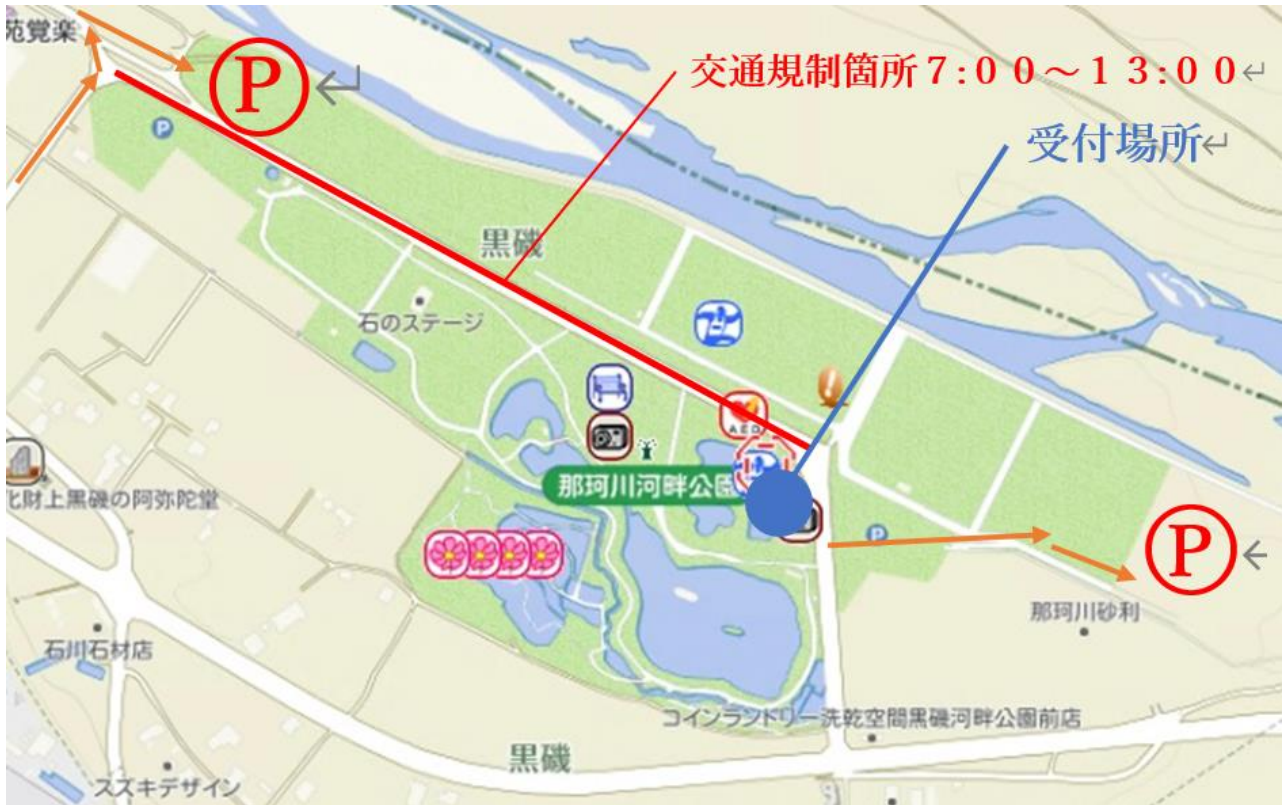 苑覚楽
P
交通規制箇所７:００～１３:００
受付場所
P
黒磯
石のステージ
AED
那珂川河畔公園
化財上黒磯の阿弥陀堂
P
P
那珂川砂利
石川石材店
コインランドリー洗乾空間黒磯河畔公園前店
黒磯
スズキデザイン